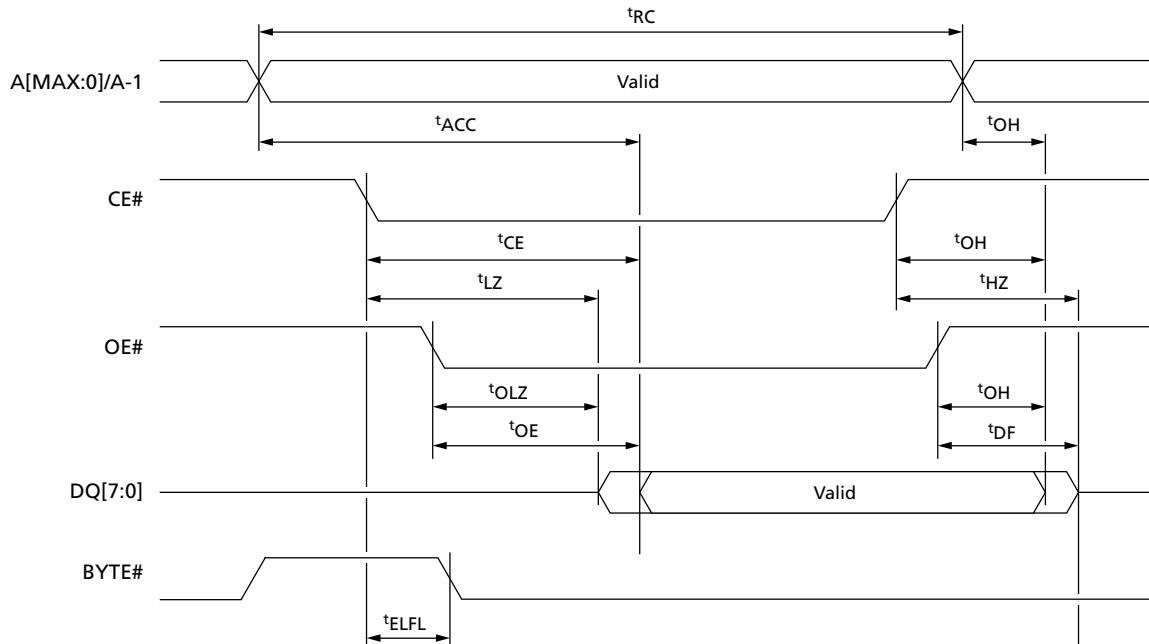 tRC
A[MAX:0]/A-1
Valid
tACC
tOH
CE#
tCE
tOH
tLZ
tHZ
OE#
tOLZ
tOH
tOE
tDF
DQ[7:0]
Valid
BYTE#
tELFL